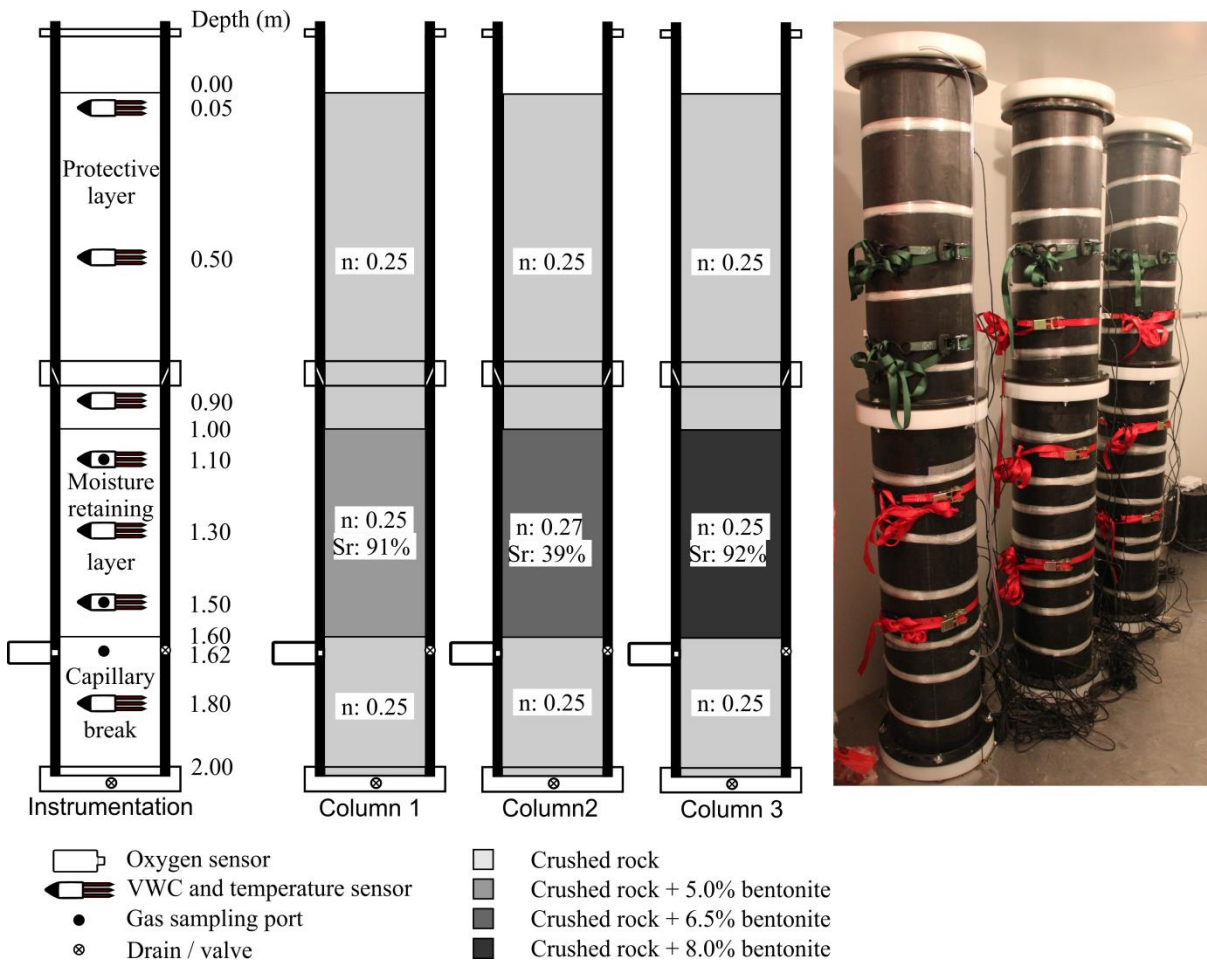 Depth (m)
0.00
0.05
Protective
layer
0.50
n: 0.25
n: 0.25
n: 0.25
0.90
1.00
1.10
Moisture
retaining
layer
1.30
n: 0.25
Sr: 91%
n: 0.27
Sr: 39%
n: 0.25
Sr: 92%
1.50
1.60
1.62
Capillary
break
1.80
n: 0.25
n: 0.25
n: 0.25
2.00
Instrumentation
Column 1
Column2
Column 3
Oxygen sensor
VWC and temperature sensor
Gas sampling port
Drain / valve
Crushed rock
Crushed rock + 5.0% bentonite
Crushed rock + 6.5% bentonite
Crushed rock + 8.0% bentonite